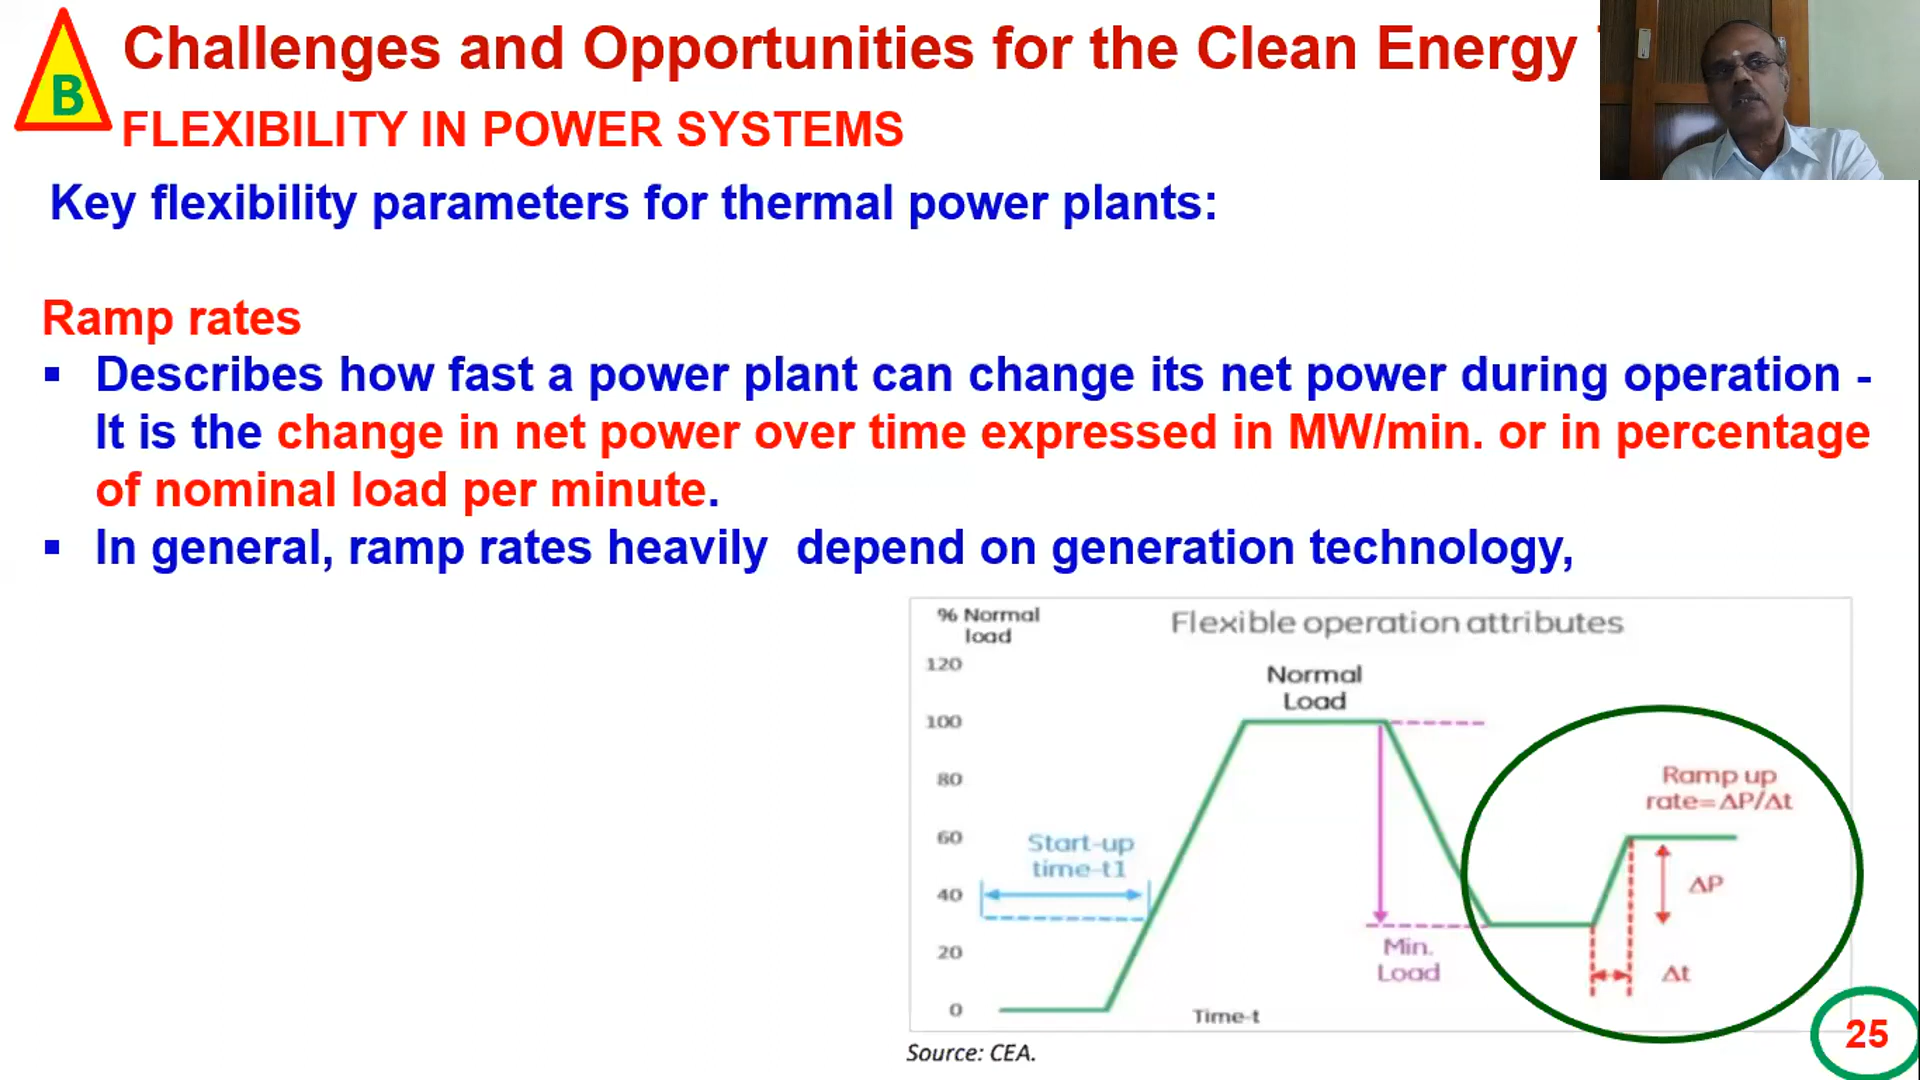 B
Challenges and Opportunities for the Clean Energy
FLEXIBILITY IN POWER SYSTEMS
Key flexibility parameters for thermal power plants:
Ramp rates
▪ Describes how fast a power plant can change its net power during operation -
It is the change in net power over time expressed in MW/min. or in percentage
of nominal load per minute.
▪ In general, ramp rates heavily depend on generation technology,
% Normal
load
Flexible operation attributes
120
Normal
Load
100
80
Ramp up
rate=ΔP/Δt
60
Start-up
time-t1
40
ΔP
20
Min.
Load
Δt
0
Time-t
Source: CEA.
25